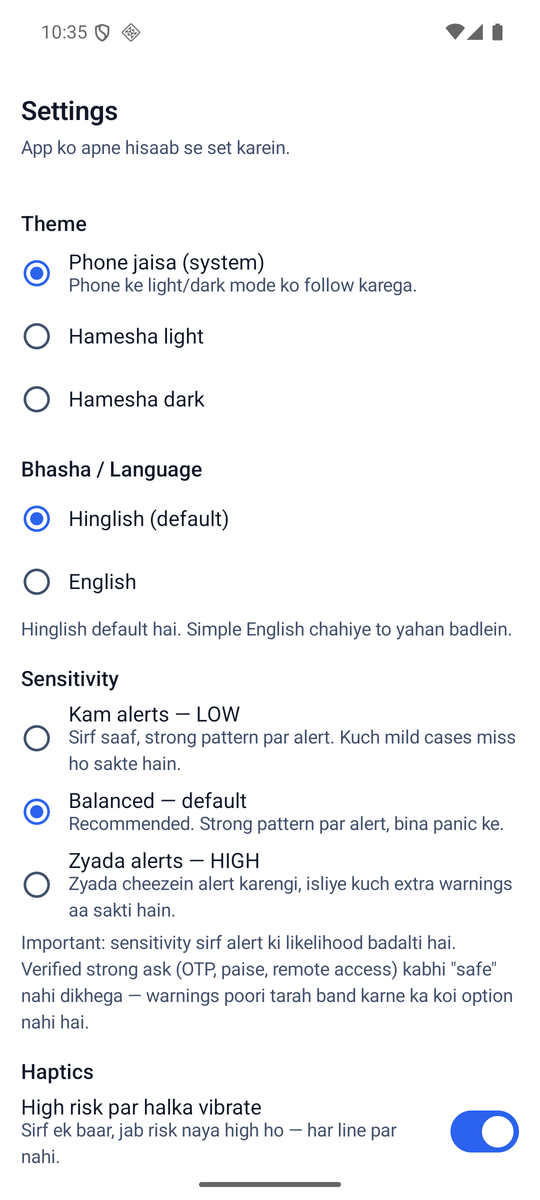 10:35
Settings
App ko apne hisaab se set karein.
Theme
Phone jaisa (system)
Phone ke light/dark mode ko follow karega.
Hamesha light
Hamesha dark
Bhasha / Language
Hinglish (default)
English
Hinglish default hai. Simple English chahiye to yahan badlein.
Sensitivity
Kam alerts — LOW
Sirf saaf, strong pattern par alert. Kuch mild cases miss
ho sakte hain.
Balanced — default
Recommended. Strong pattern par alert, bina panic ke.
Zyada alerts — HIGH
Zyada cheezein alert karengi, isliye kuch extra warnings
aa sakti hain.
Important: sensitivity sirf alert ki likelihood badalti hai.
Verified strong ask (OTP, paise, remote access) kabhi "safe"
nahi dikhega — warnings poori tarah band karne ka koi option
nahi hai.
Haptics
High risk par halka vibrate
Sirf ek baar, jab risk naya high ho — har line par
nahi.